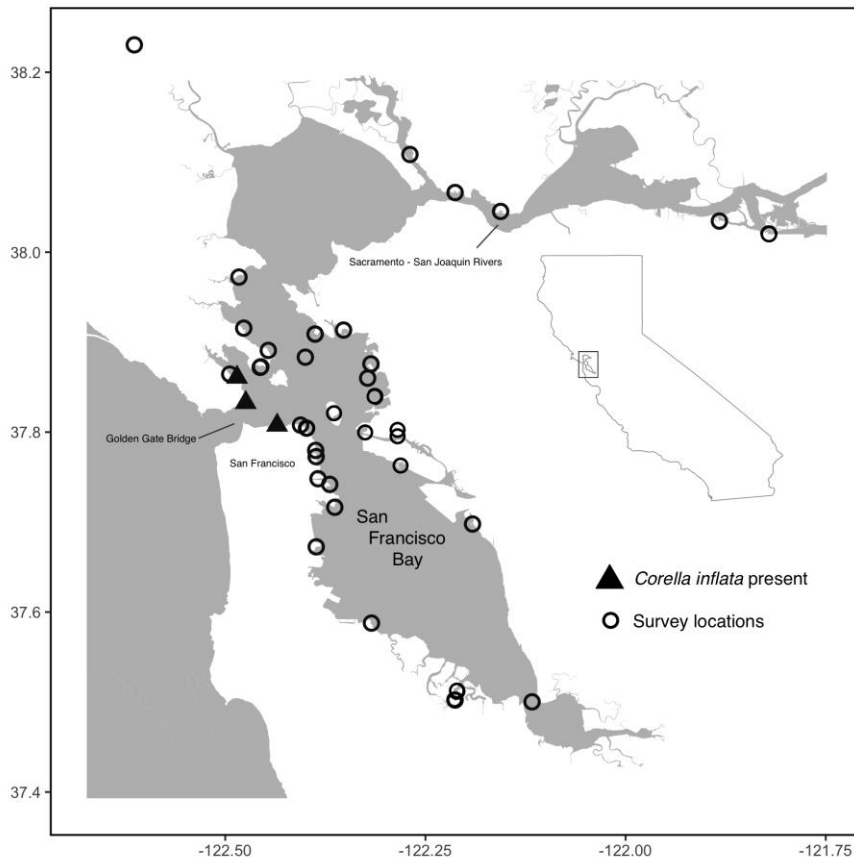 38.2
38.0
Sacramento - San Joaquin Rivers
37.8
Golden Gate Bridge
San Francisco
San
Francisco
Bay
Corella inflata present
37.6
Survey locations
37.4
-122.50
-122.25
-122.00
-121.75